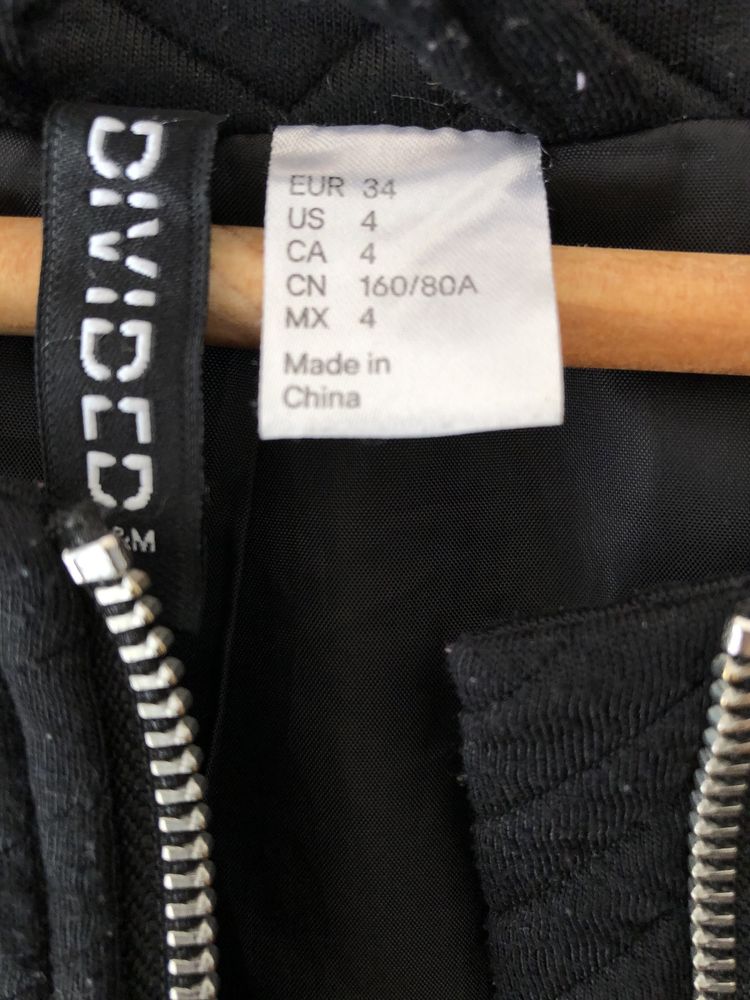 DIVIDED
&M
EUR 34
US 4
CA 4
CN 160/80A
MX 4
Made in
China